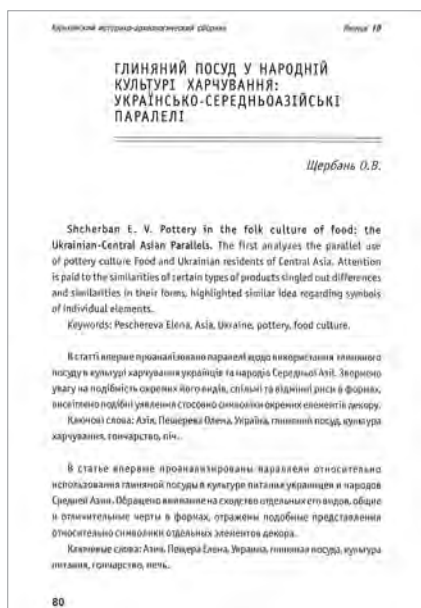 Харьковский историко-археологический сборник Выпуск 19
ГЛИНЯНИЙ ПОСУД У НАРОДНІЙ
КУЛЬТУРІ ХАРЧУВАННЯ:
УКРАЇНСЬКО-СЕРЕДНЬОАЗІЙСЬКІ
ПАРАЛЕЛІ
Щербань О.В.
Shcherban E. V. Pottery in the folk culture of food: the
Ukrainian-Central Asian Parallels. The first analyzes the parallel use
of pottery culture Food and Ukrainian residents of Central Asia. Attention
is paid to the similarities of certain types of products singled out differences
and similarities in their forms, highlighted similar idea regarding symbols
of individual elements.
Keywords: Peschereva Elena, Asia, Ukraine, pottery, food culture.
В статті вперше проаналізовано паралелі щодо використання глиняного
посуду в культурі харчування українців та народів Середньої Азії. Звернено
увагу на подібність окремих його видів, спільні та відмінні риси в формах,
висвітлено подібні уявлення стосовно символіки окремих елементів декору.
Ключові слова: Азія, Пещерева Олена, Україна, глиняний посуд, культура
харчування, гончарство, піч.
В статье впервые проанализированы параллели относительно
использования глиняной посуды в культуре питания украинцев и народов
Средней Азии. Обращено внимание на сходство отдельных его видов, общие
и отличительные черты в формах, отражены подобные представления
относительно символики отдельных элементов декора.
Ключевые слова: Азия, Пещера Елена, Украина, глиняная посуда, культура
питания, гончарство, печь.
80